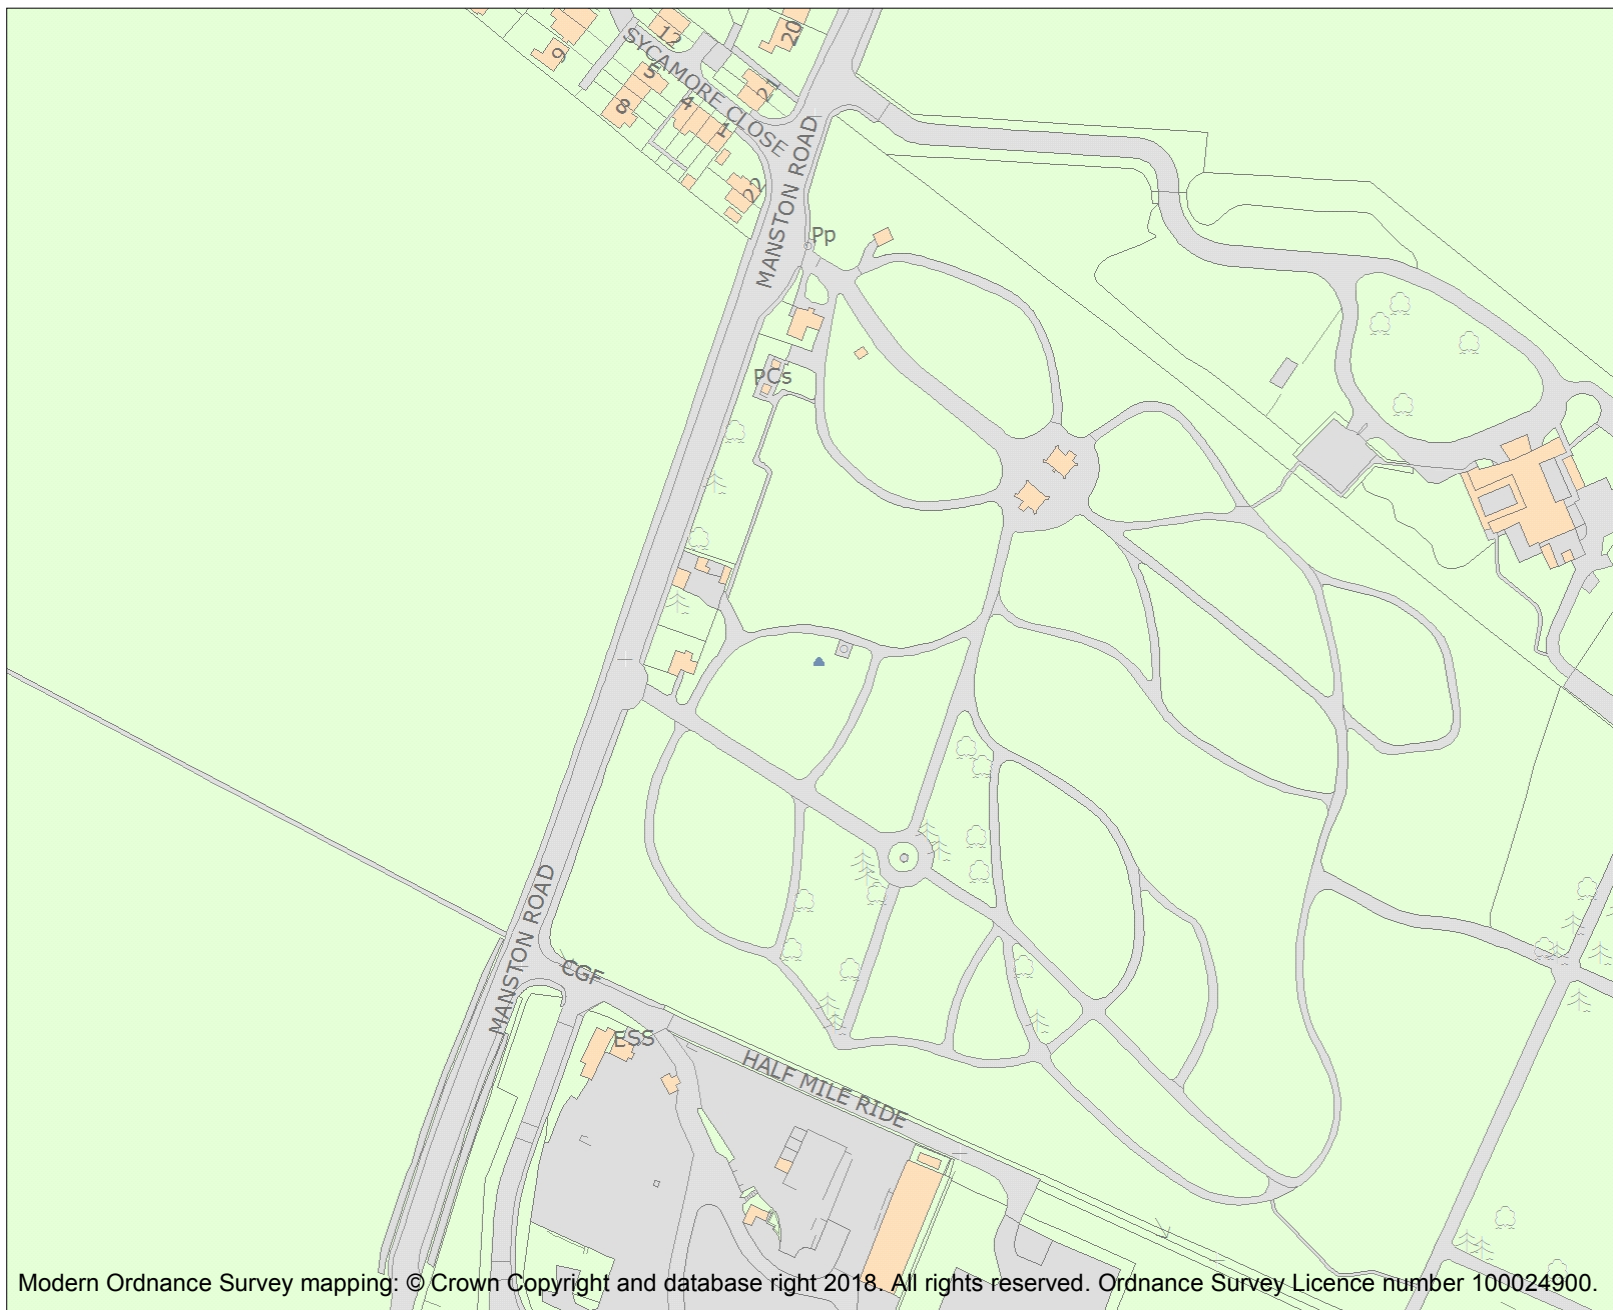 12
20
9
SYCAMORE CLOSE
5
21
8
4
1
22
MANSTON ROAD
Pp
PCs
MANSTON ROAD
CGF
ESS
HALF MILE RIDE
Modern Ordnance Survey mapping: © Crown Copyright and database right 2018. All rights reserved. Ordnance Survey Licence number 100024900.